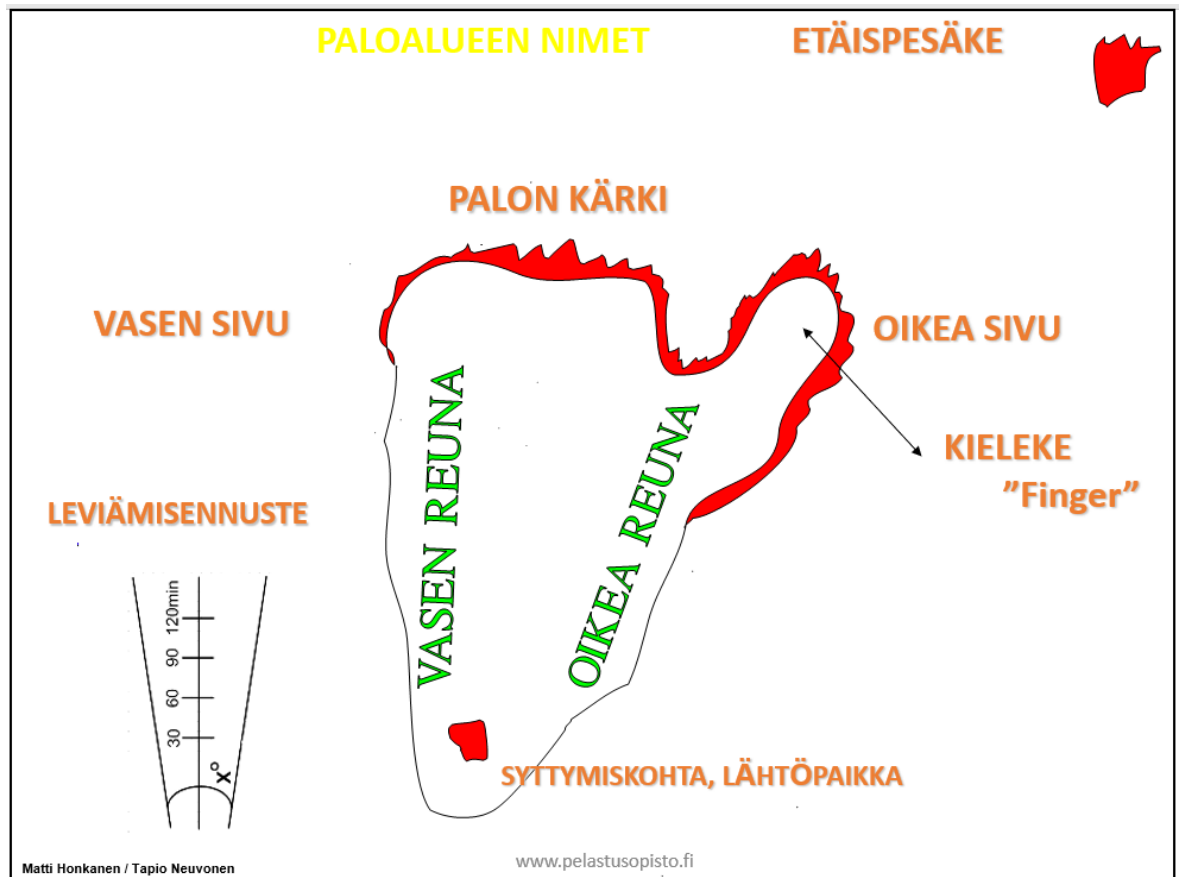 PALOALUEEN NIMET
ETÄISPESÄKE
PALON KÄRKI
VASEN SIVU
OIKEA SIVU
VASEN REUNA
OIKEA REUNA
KIELEKE
”Finger”
LEVIÄMISENNUSTE
120min
90
60
30
x°
SYTTYMISKOHTA, LÄHTÖPAIKKA
Matti Honkanen / Tapio Neuvonen
www.pelastusopisto.fi